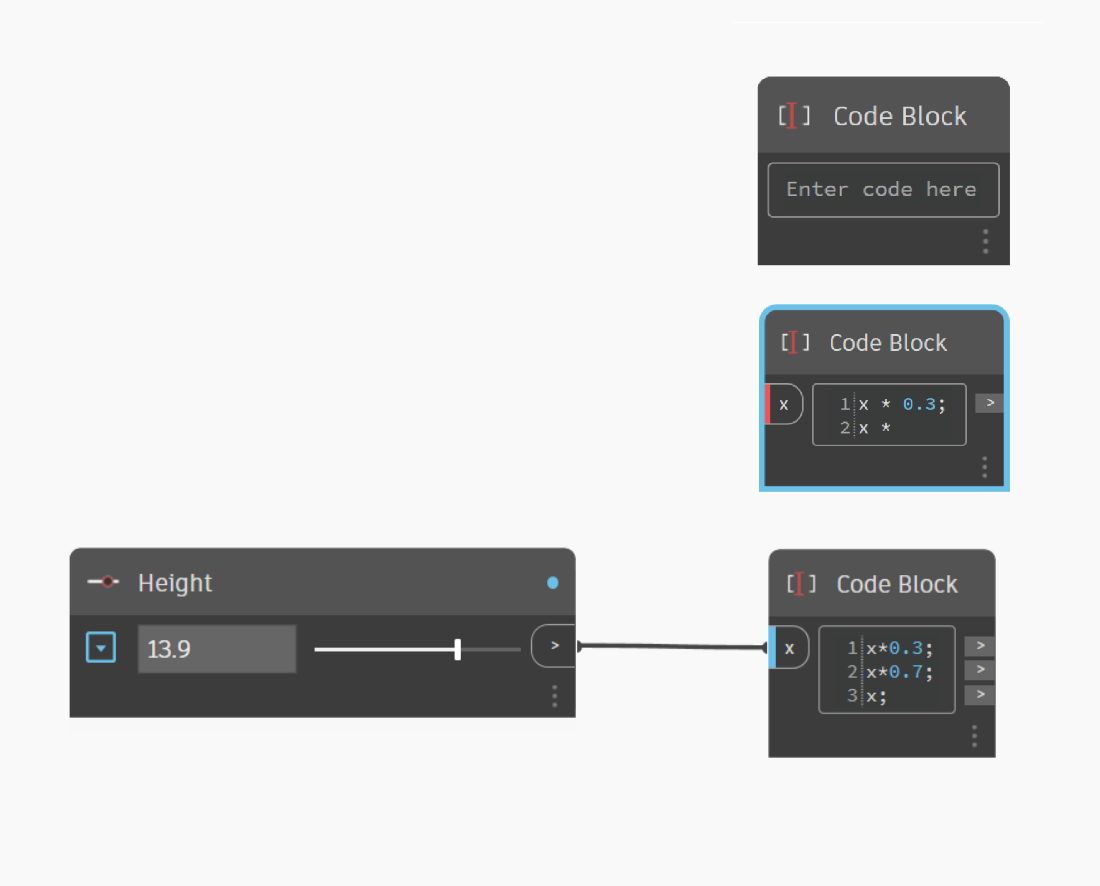 Code Block
Enter code here
Code Block
x
1 x * 0.3;
2 x *
>
Height
13.9
>
Code Block
x
1 x*0.3;
2 x*0.7;
3 x;
>
>
>